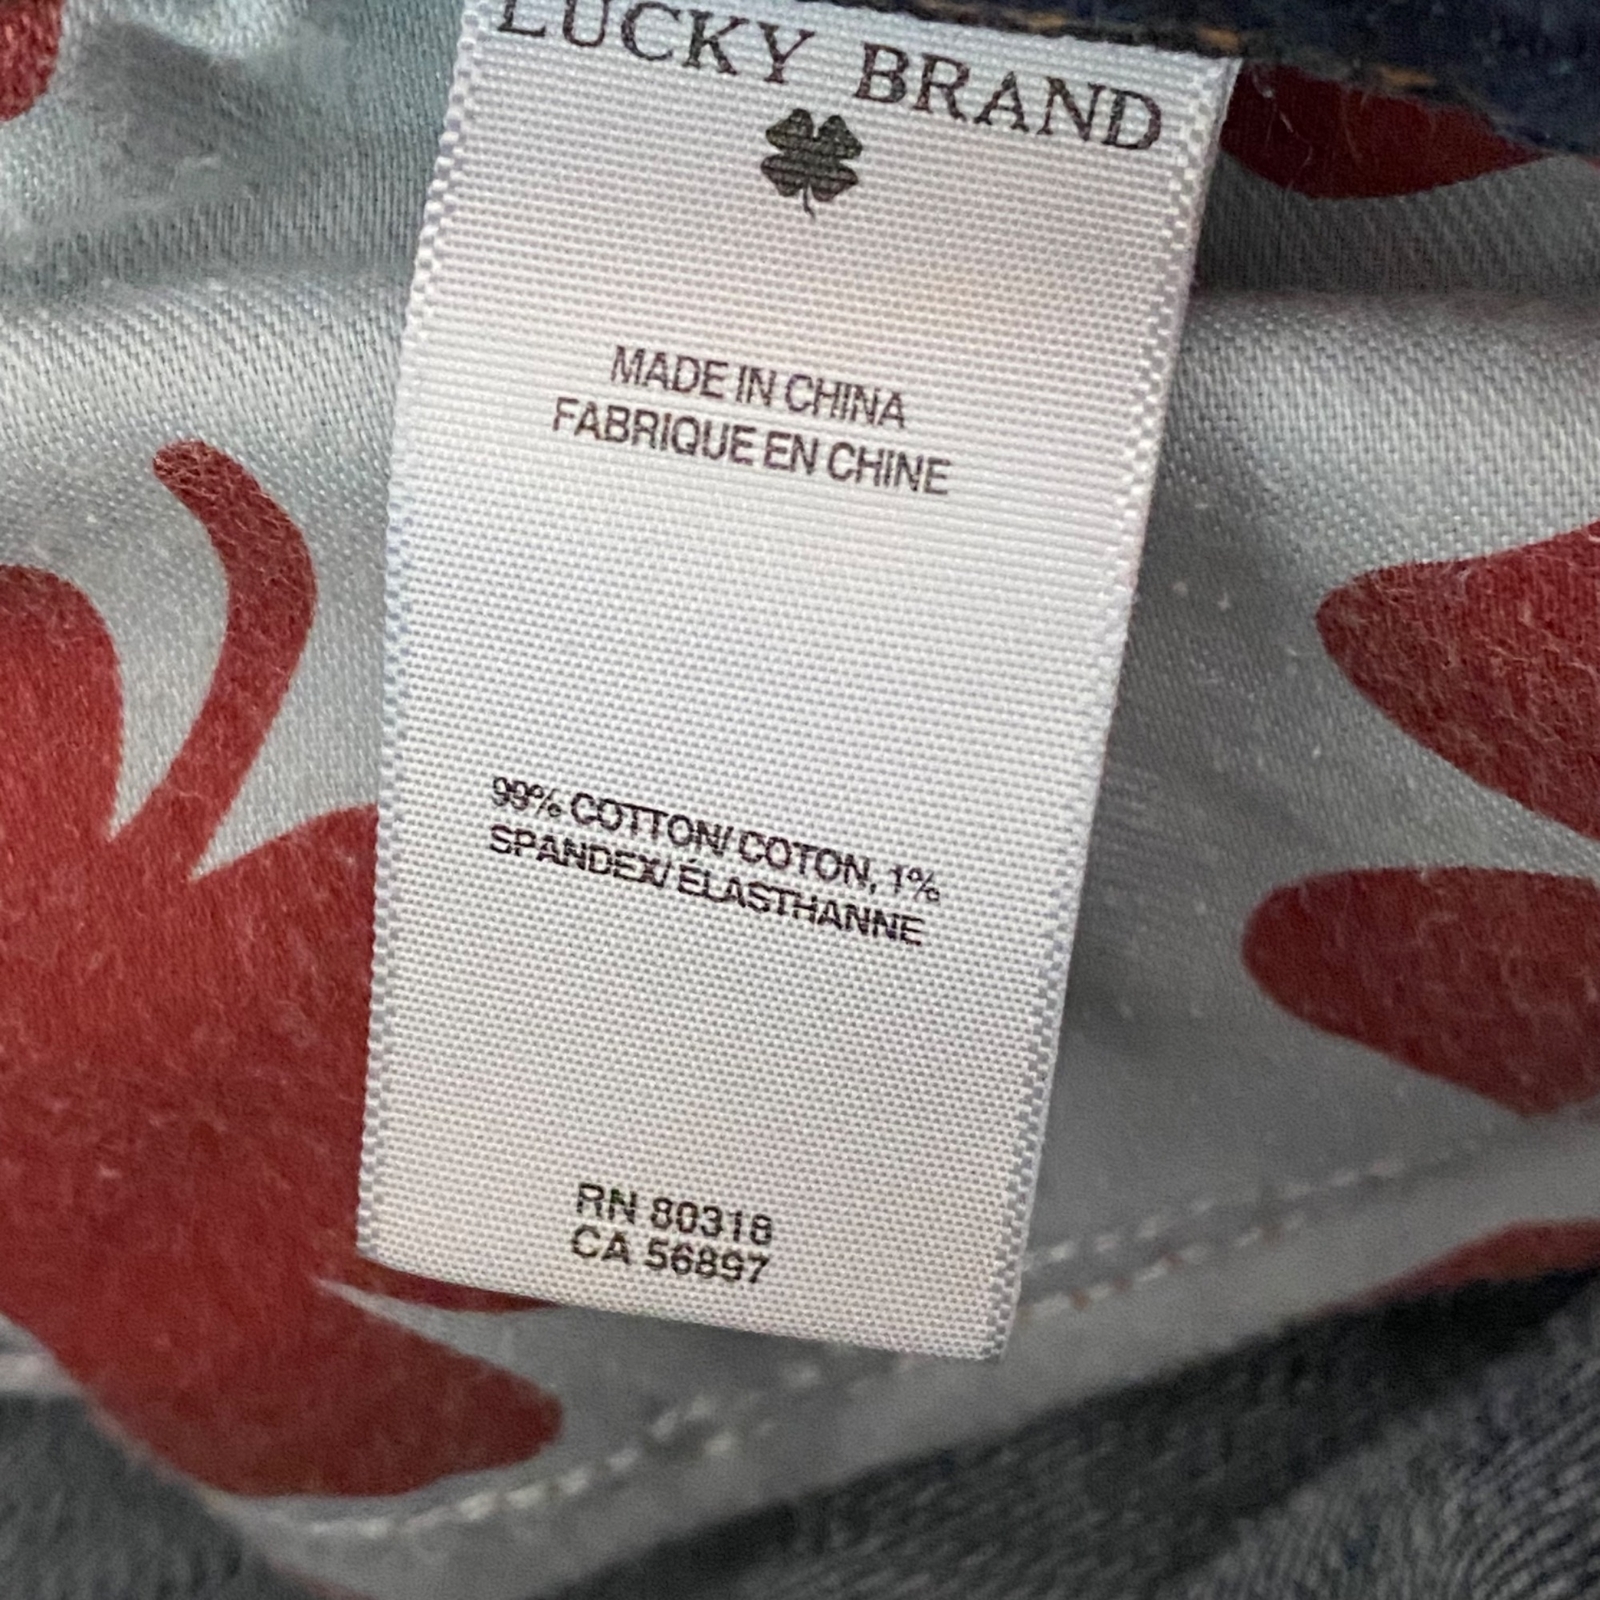 LUCKY BRAND
MADE IN CHINA
FABRIQUE EN CHINE
99% COTTON/ COTON, 1%
SPANDEX/ ÉLASTHANNE
RN 80318
CA 56897